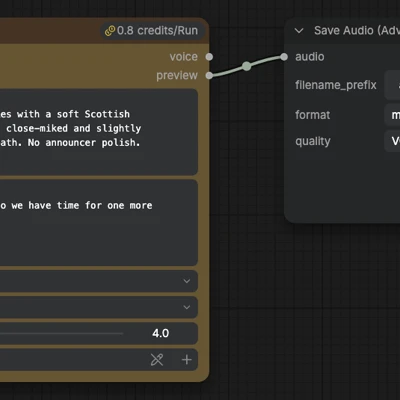 0.8 credits/Run
Save Audio (Adv
voice
audio
preview
filename_prefix
es with a soft Scottish
close-miked and slightly
ath. No announcer polish.
format
m
quality
V
o we have time for one more
4.0